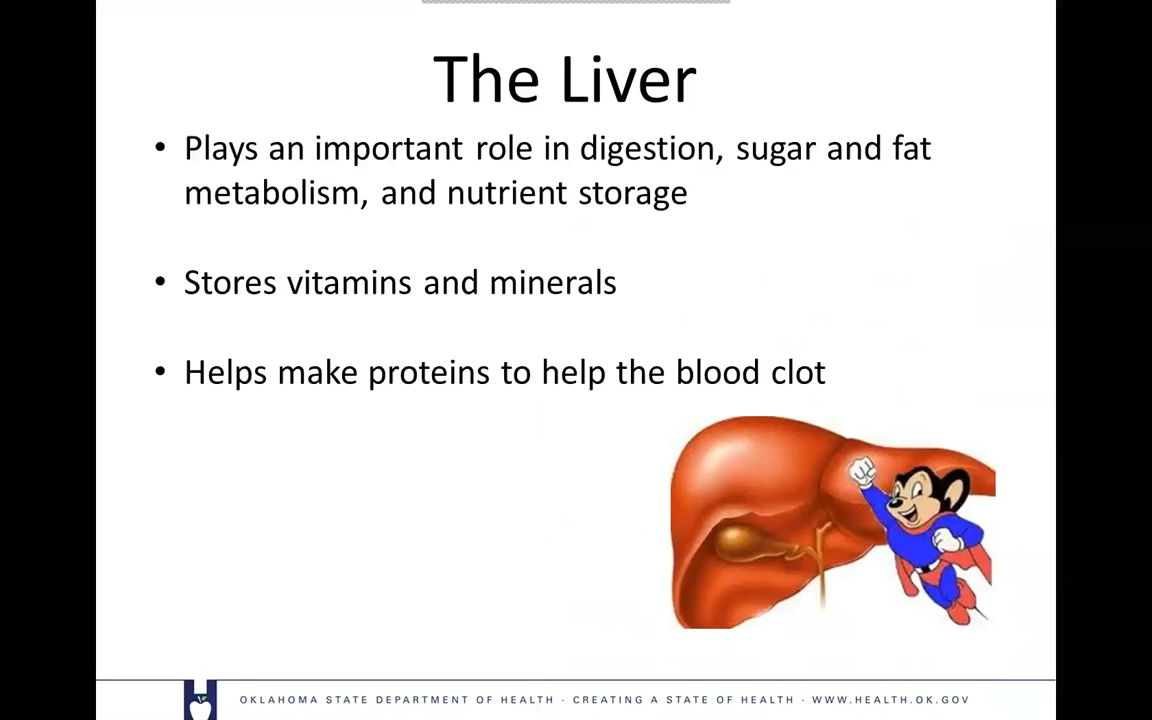 The Liver
• Plays an important role in digestion, sugar and fat
metabolism, and nutrient storage
• Stores vitamins and minerals
• Helps make proteins to help the blood clot
OKLAHOMA STATE DEPARTMENT OF HEALTH · CREATING A STATE OF HEALTH · WWW.HEALTH.OK.GOV